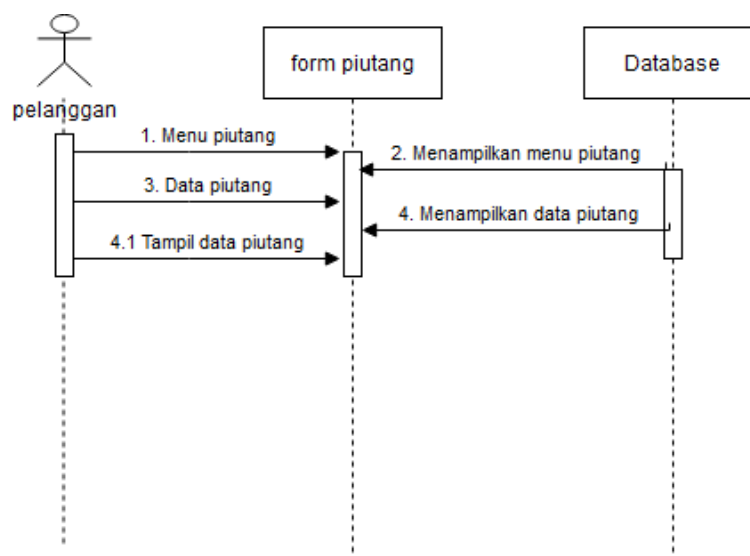 form piutang
Database
pelanggan
1. Menu piutang
2. Menampilkan menu piutang
3. Data piutang
4. Menampilkan data piutang
4.1 Tampil data piutang